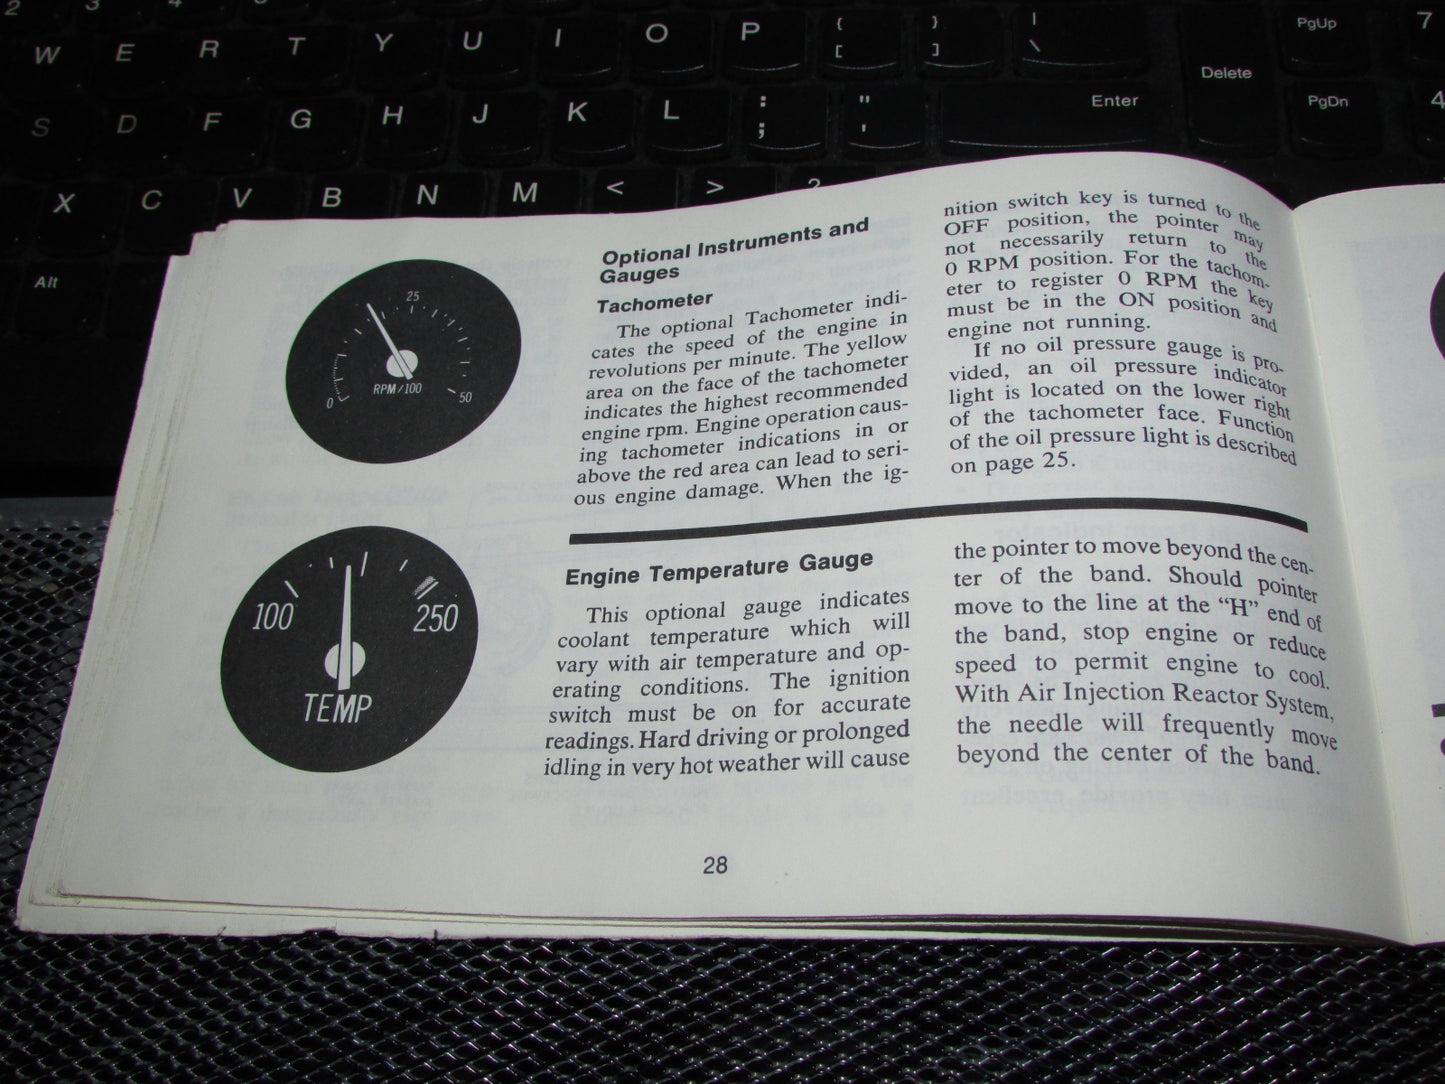 2
3
4
5
W E R T Y U I O P { [ } ] | \ Delete PgUp 7
S D F G H J K L : ; " ' Enter PgDn 4
X C V B N M < > ?
Alt
25
0
50
RPM/100
Optional Instruments and
Gauges
Tachometer
The optional Tachometer indi-
cates the speed of the engine in
revolutions per minute. The yellow
area on the face of the tachometer
indicates the highest recommended
engine rpm. Engine operation caus-
ing tachometer indications in or
above the red area can lead to seri-
ous engine damage. When the ig-
nition switch key is turned to the
OFF position, the pointer may
not necessarily return to the
0 RPM position. For the tachom-
eter to register 0 RPM the key
must be in the ON position and
engine not running.
If no oil pressure gauge is pro-
vided, an oil pressure indicator
light is located on the lower right
of the tachometer face. Function
of the oil pressure light is described
on page 25.
100
250
TEMP
Engine Temperature Gauge
This optional gauge indicates
coolant temperature which will
vary with air temperature and op-
erating conditions. The ignition
switch must be on for accurate
readings. Hard driving or prolonged
idling in very hot weather will cause
the pointer to move beyond the cen-
ter of the band. Should pointer
move to the line at the “H” end of
the band, stop engine or reduce
speed to permit engine to cool.
With Air Injection Reactor System,
the needle will frequently move
beyond the center of the band.
28